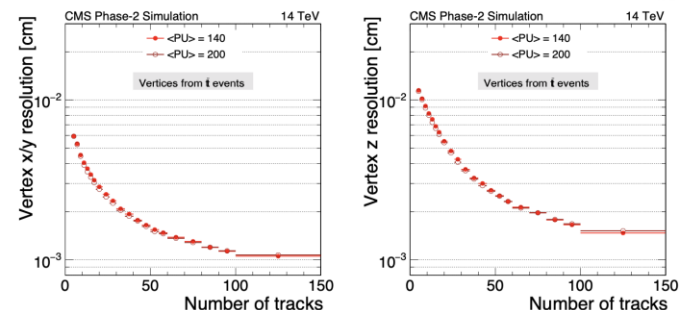 CMS Phase-2 Simulation 14 TeV
<PU> = 140
<PU> = 200
Vertices from tt̄ events
Vertex x/y resolution [cm]
10⁻²
10⁻³
0 50 100 150
Number of tracks
CMS Phase-2 Simulation 14 TeV
<PU> = 140
<PU> = 200
Vertices from tt̄ events
Vertex z resolution [cm]
10⁻²
10⁻³
0 50 100 150
Number of tracks